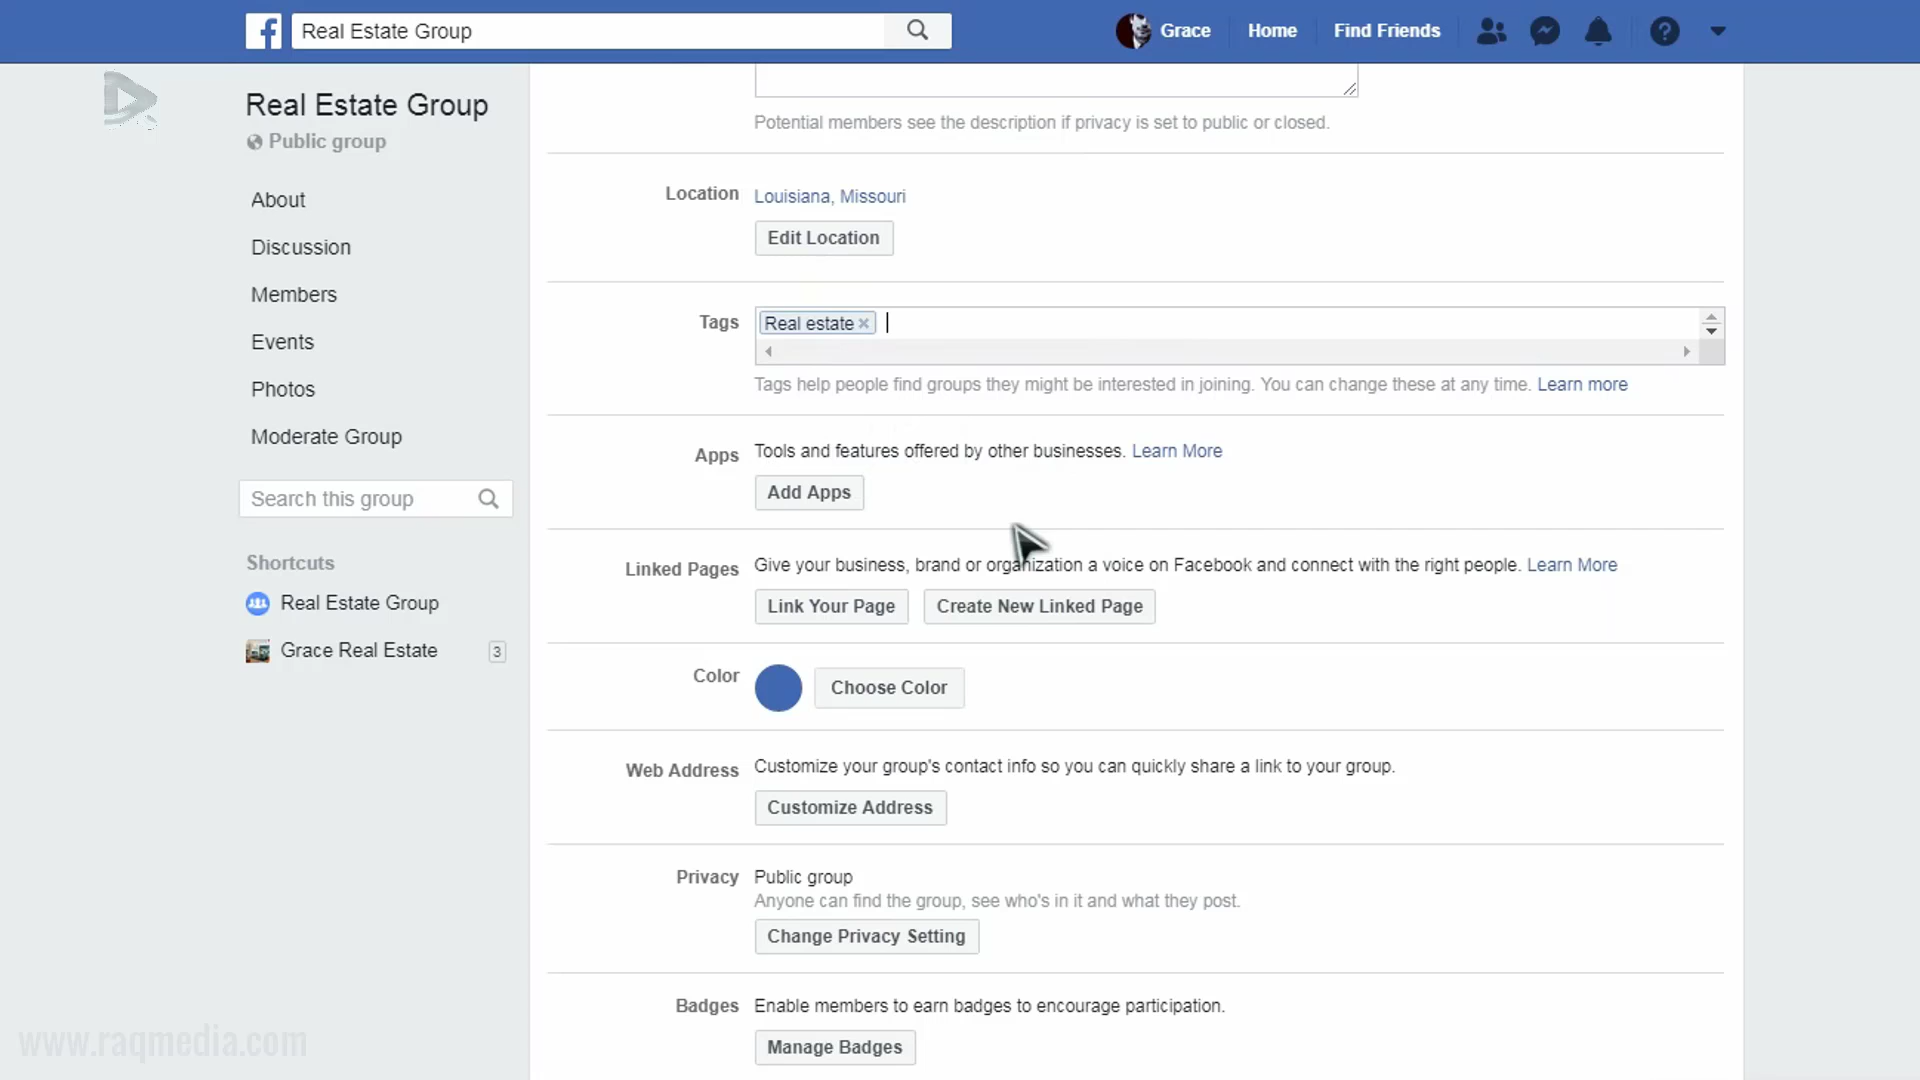 Real Estate Group
Grace
Home
Find Friends
Real Estate Group
Public group
About
Discussion
Members
Events
Photos
Moderate Group
Search this group
Shortcuts
Real Estate Group
Grace Real Estate 3
Potential members see the description if privacy is set to public or closed.
Location
Louisiana, Missouri
Edit Location
Tags
Real estate
Tags help people find groups they might be interested in joining. You can change these at any time. Learn more
Apps
Tools and features offered by other businesses. Learn More
Add Apps
Linked Pages
Give your business, brand or organization a voice on Facebook and connect with the right people. Learn More
Link Your Page
Create New Linked Page
Color
Choose Color
Web Address
Customize your group's contact info so you can quickly share a link to your group.
Customize Address
Privacy
Public group
Anyone can find the group, see who's in it and what they post.
Change Privacy Setting
Badges
Enable members to earn badges to encourage participation.
Manage Badges
www.raqmedia.com